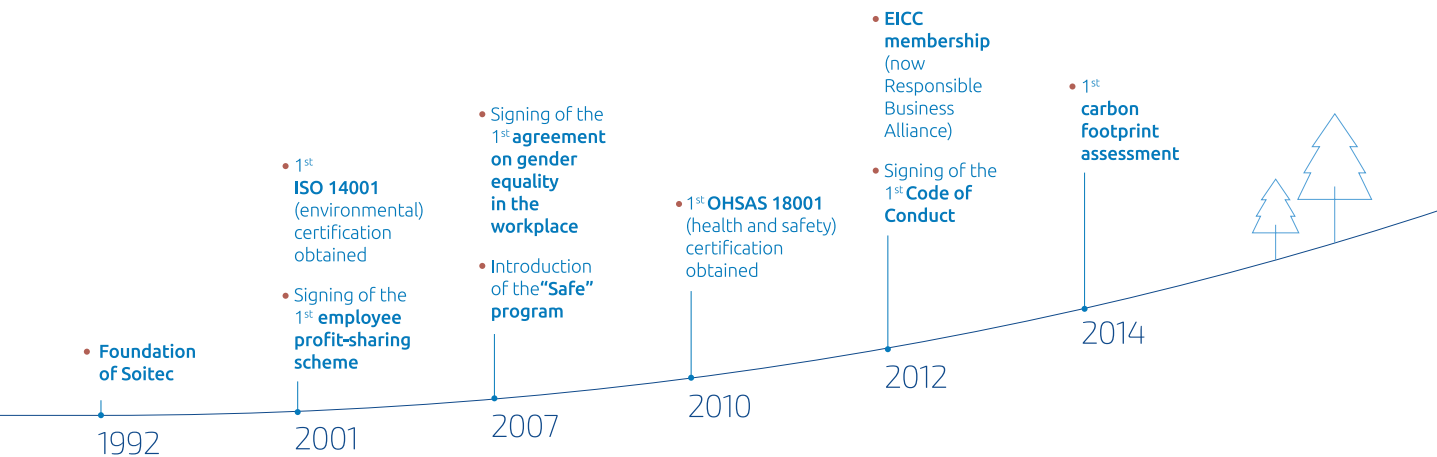 • Foundation
of Soitec
1992
• 1st
ISO 14001
(environmental)
certification
obtained
• Signing of the
1st employee
profit-sharing
scheme
2001
• Signing of the
1st agreement
on gender
equality
in the
workplace
• Introduction
of the“Safe”
program
2007
• 1st OHSAS 18001
(health and safety)
certification
obtained
2010
• EICC
membership
(now
Responsible
Business
Alliance)
• Signing of the
1st Code of
Conduct
2012
• 1st
carbon
footprint
assessment
2014